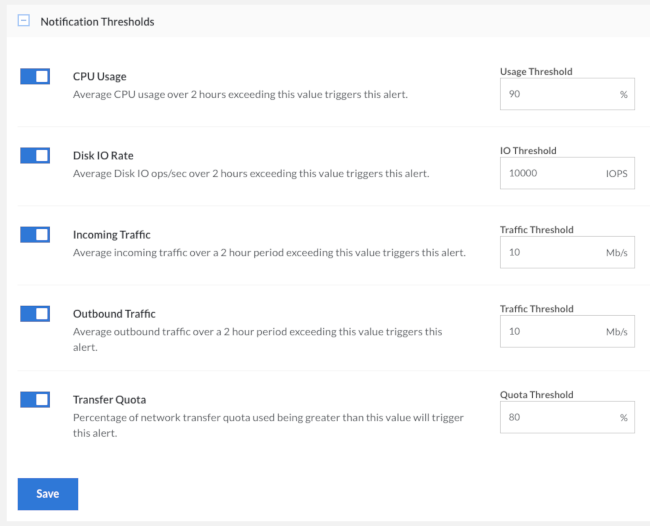 Notification Thresholds
CPU Usage
Average CPU usage over 2 hours exceeding this value triggers this alert.
Usage Threshold
90 %
Disk IO Rate
Average Disk IO ops/sec over 2 hours exceeding this value triggers this alert.
IO Threshold
10000 IOPS
Incoming Traffic
Average incoming traffic over a 2 hour period exceeding this value triggers this alert.
Traffic Threshold
10 Mb/s
Outbound Traffic
Average outbound traffic over a 2 hour period exceeding this value triggers this
alert.
Traffic Threshold
10 Mb/s
Transfer Quota
Percentage of network transfer quota used being greater than this value will trigger
this alert.
Quota Threshold
80 %
Save